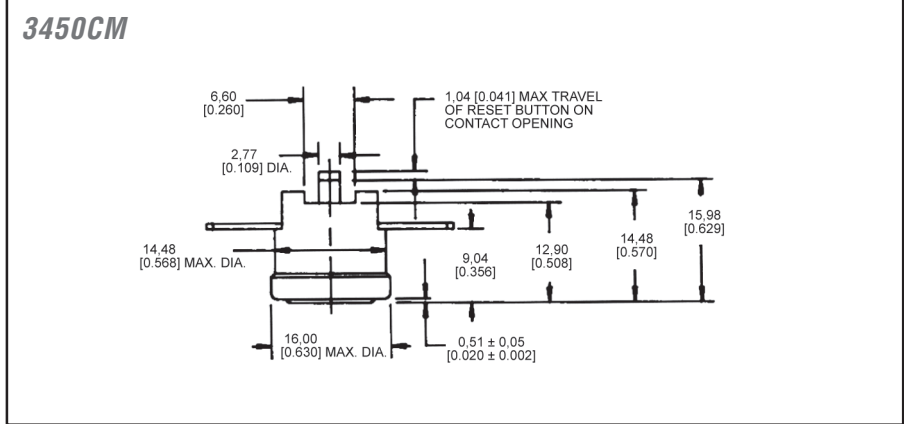 3450CM
6,60
[0.260]
1,04 [0.041] MAX TRAVEL
OF RESET BUTTON ON
CONTACT OPENING
2,77
[0.109] DIA.
14,48
[0.568] MAX. DIA.
9,04
[0.356]
12,90
[0.508]
14,48
[0.570]
15,98
[0.629]
16,00
[0.630] MAX. DIA.
0,51 ± 0,05
[0.020 ± 0.002]